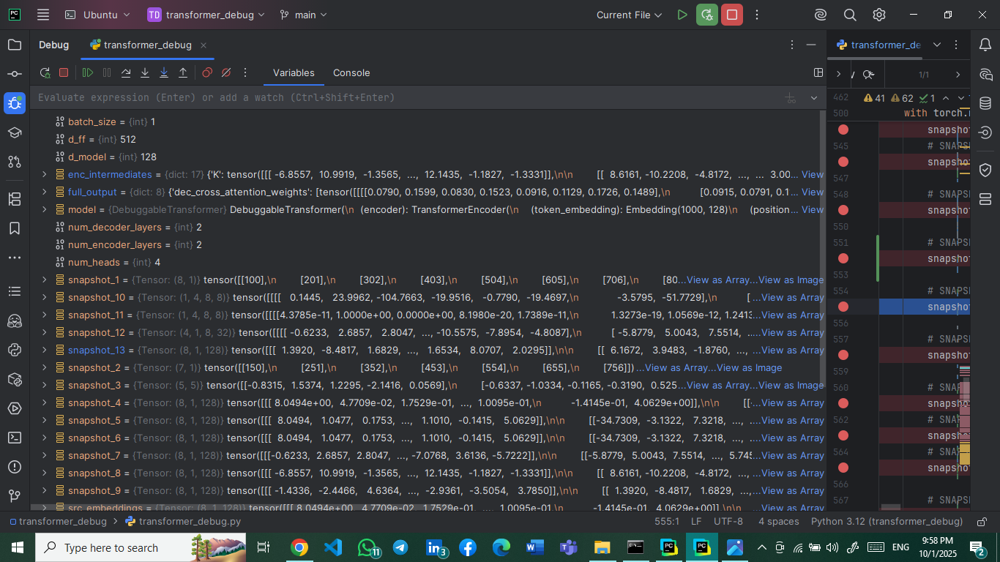 Ubuntu
TD transformer_debug
main
Current File
Debug
transformer_debug
transformer_de
Variables
Console
1/1
Evaluate expression (Enter) or add a watch (Ctrl+Shift+Enter)
462 41 62 1
500 with torch.
batch_size = {int} 1
d_ff = {int} 512
d_model = {int} 128
enc_intermediates = {dict: 17} {'K': tensor([[[ -6.8557, 10.9919, -1.3565, ..., 12.1435, -1.1827, -1.3331]],\n\n [[ 8.6161, -10.2208, -4.8172, ..., ... 3.00... View
full_output = {dict: 8} {'dec_cross_attention_weights': [tensor([[[[0.0790, 0.1599, 0.0830, 0.1523, 0.0916, 0.1129, 0.1726, 0.1489],\n [0.0915, 0.0791, 0.1... View
model = {DebuggableTransformer} DebuggableTransformer(\n (encoder): TransformerEncoder(\n (token_embedding): Embedding(1000, 128)\n (position... View
num_decoder_layers = {int} 2
num_encoder_layers = {int} 2
num_heads = {int} 4
snapshot_1 = {Tensor: (8, 1)} tensor([[100],\n [201],\n [302],\n [403],\n [504],\n [605],\n [706],\n [80...View as Array...View as Image
snapshot_10 = {Tensor: (1, 4, 8, 8)} tensor([[[[ 0.1445, 23.9962, -104.7663, -19.9516, -0.7790, -19.4697,\n -3.5795, -51.7729],\n [ ...View as Array
snapshot_11 = {Tensor: (1, 4, 8, 8)} tensor([[[[4.3785e-11, 1.0000e+00, 0.0000e+00, 8.1980e-20, 1.7389e-11,\n 1.3273e-19, 1.0569e-12, 1.2413...View as Array
snapshot_12 = {Tensor: (4, 1, 8, 32)} tensor([[[[ -0.6233, 2.6857, 2.8047, ..., -10.5575, -7.8954, -4.8087],\n [ -5.8779, 5.0043, 7.5514, ...View as Array
snapshot_13 = {Tensor: (8, 1, 128)} tensor([[[ 1.3920, -8.4817, 1.6829, ..., 1.6534, 8.0707, 2.0295]],\n\n [[ 6.1672, 3.9483, -1.8760, ..., ...View as Array
snapshot_2 = {Tensor: (7, 1)} tensor([[150],\n [251],\n [352],\n [453],\n [554],\n [655],\n [756]]) ...View as Array...View as Image
snapshot_3 = {Tensor: (5, 5)} tensor([[-0.8315, 1.5374, 1.2295, -2.1416, 0.0569],\n [-0.6337, -1.0334, -0.1165, -0.3190, 0.525...View as Array...View as Image
snapshot_4 = {Tensor: (8, 1, 128)} tensor([[[ 8.0494e+00, 4.7709e-02, 1.7529e-01, ..., 1.0095e-01,\n -1.4145e-01, 4.0629e+00]],\n\n [[...View as Array
snapshot_5 = {Tensor: (8, 1, 128)} tensor([[[ 8.0494, 1.0477, 0.1753, ..., 1.1010, -0.1415, 5.0629]],\n\n [[-34.7309, -3.1322, 7.3218, ..., ...View as Array
snapshot_6 = {Tensor: (8, 1, 128)} tensor([[[ 8.0494, 1.0477, 0.1753, ..., 1.1010, -0.1415, 5.0629]],\n\n [[-34.7309, -3.1322, 7.3218, ..., ...View as Array
snapshot_7 = {Tensor: (8, 1, 128)} tensor([[[-0.6233, 2.6857, 2.8047, ..., -7.0768, 3.6136, -5.7222]],\n\n [[-5.8779, 5.0043, 7.5514, ..., 5.745...View as Array
snapshot_8 = {Tensor: (8, 1, 128)} tensor([[[ -6.8557, 10.9919, -1.3565, ..., 12.1435, -1.1827, -1.3331]],\n\n [[ 8.6161, -10.2208, -4.8172, ...View as Array
snapshot_9 = {Tensor: (8, 1, 128)} tensor([[[ -1.4336, -2.4466, 4.6364, ..., -2.9361, -3.5054, 3.7850]],\n\n [[ 1.3920, -8.4817, 1.6829, ...View as Array
src_embeddings = {Tensor: (8, 1, 128)} tensor([[[ 8.0494e+00, 4.7709e-02, 1.7529e-01, ..., 1.0095e-01,\n -1.4145e-01, 4.0629e+00]],\n\n ...View as Array
snapshot
545 # SNAPS
snapshot
547
548 # SNAPS
snapshot
550
551 # SNAPS
snapshot
553
554 # SNAPS
snapshot
556
557 # SNAPS
snapshot
559
560 # SNAP
snapshot
562 # SNAP
snapsho
564 # SNAP
snapshot
566
567 # SNAPS
transformer_debug > transformer_debug.py
555:1 LF UTF-8 4 spaces Python 3.12 (transformer_debug)
Type here to search
11
3
ENG
9:58 PM
10/1/2025
2